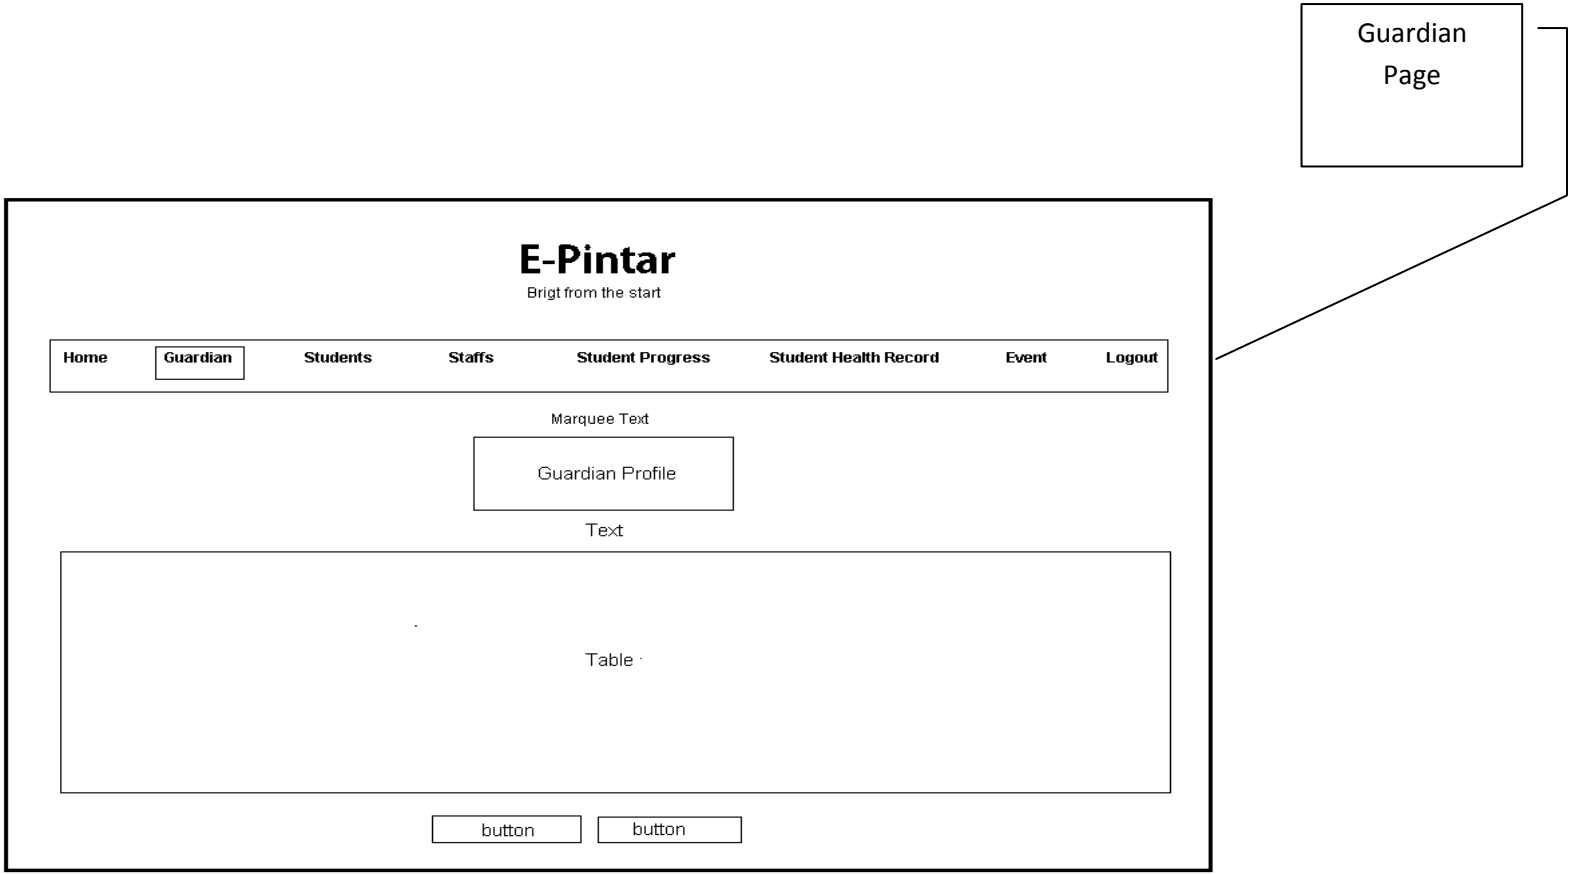 Guardian
Page
E-Pintar
Brigt from the start
Home Guardian Students Staffs Student Progress Student Health Record Event Logout
Marquee Text
Guardian Profile
Text
Table
button button